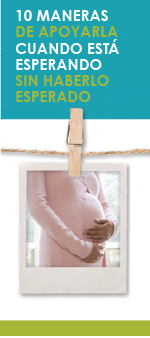 10 MANERAS
DE APOYARLA
CUANDO ESTÁ
ESPERANDO
SIN HABERLO
ESPERADO